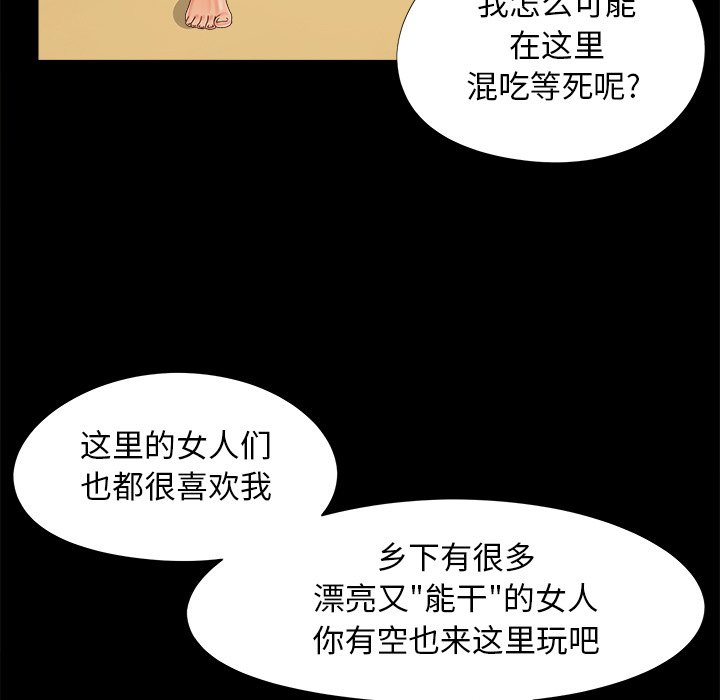 我怎么可能
在这里
混吃等死呢?
这里的女人们
也都很喜欢我
乡下有很多
漂亮又"能干"的女人
你有空也来这里玩吧